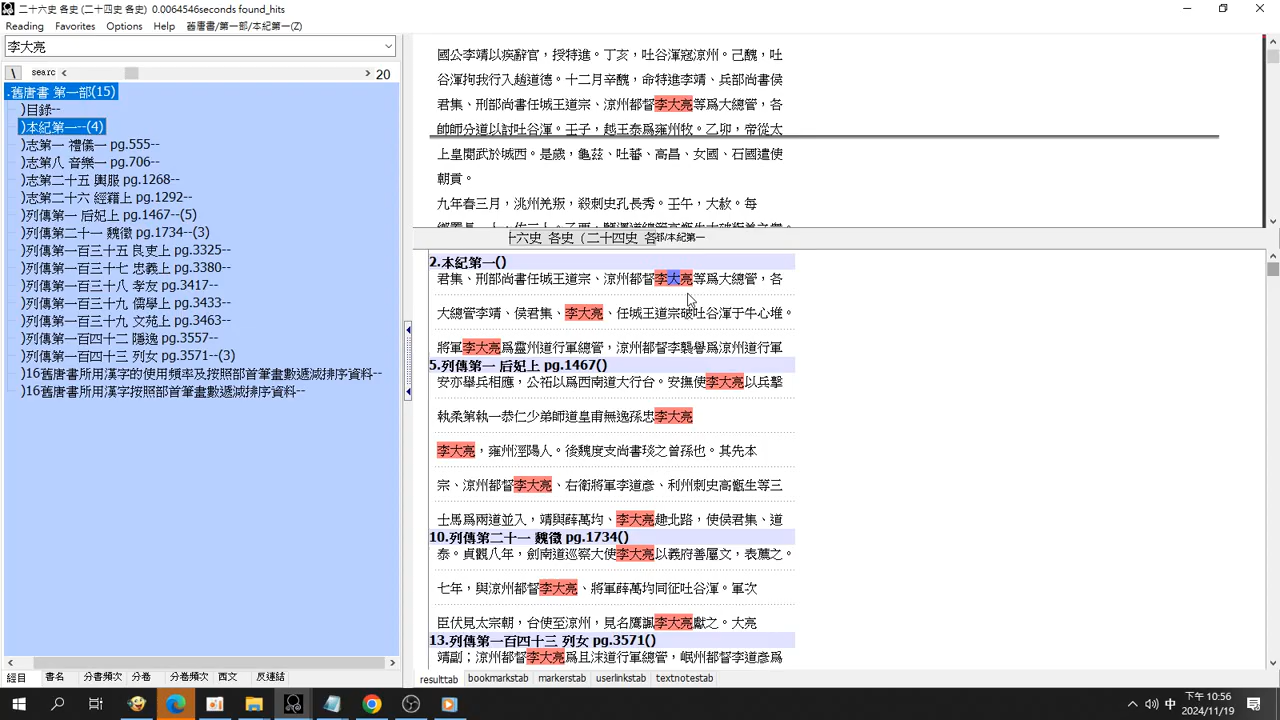 二十六史 各史 (二十四史 各史) 0.0064546seconds found_hits
Reading Favorites Options Help 舊唐書/第一部/本紀第一(Z)
李大亮
\ searc < > 20
.舊唐書 第一部(15)
)目錄--
)本紀第一--(4)
)志第一 禮儀一 pg.555--
)志第八 音樂一 pg.706--
)志第二十五 輿服 pg.1268--
)志第二十六 經籍上 pg.1292--
)列傳第一 后妃上 pg.1467--(5)
)列傳第二十一 魏徵 pg.1734--(3)
)列傳第一百三十五 良吏上 pg.3325--
)列傳第一百三十七 忠義上 pg.3380--
)列傳第一百三十八 孝友 pg.3417--
)列傳第一百三十九 儒學上 pg.3433--
)列傳第一百三十九 文苑上 pg.3463--
)列傳第一百四十二 隱逸 pg.3557--
)列傳第一百四十三 列女 pg.3571--(3)
)16舊唐書所用漢字的使用頻率及按照部首筆畫數遞減排序資料--
)16舊唐書所用漢字按照部首筆畫數遞減排序資料--
經目 書名 分書頻次 分卷 分卷頻次 西文 反連結
國公李靖以疾辭官，授特進。丁亥，吐谷渾寇涼州。己醜，吐
谷渾拘我行人趙道德。十二月辛醜，命特進李靖、兵部尚書侯
君集、刑部尚書任城王道宗、涼州都督李大亮等爲大總管，各
帥師分道以討吐谷渾。壬子，越王泰爲雍州牧。乙卯，帝從太
上皇閱武於城西。是歲，龜茲、吐蕃、高昌、女國、石國遣使
朝貢。
九年春三月，洮州羌叛，殺刺史孔長秀。壬午，大赦。每
十六史 各史 (二十四史 各部/本紀第一
2.本紀第一()
君集、刑部尚書任城王道宗、涼州都督李大亮等爲大總管，各
大總管李靖、侯君集、李大亮、任城王道宗破吐谷渾于牛心堆。
將軍李大亮爲靈州道行軍總管，涼州都督李襲譽爲涼州道行軍
5.列傳第一 后妃上 pg.1467()
安亦舉兵相應，公祏以爲西南道大行台。安撫使李大亮以兵擊
執柔第執一恭仁少弟師道皇甫無逸孫忠李大亮
李大亮，雍州涇陽人。後魏度支尚書琰之曾孫也。其先本
宗、涼州都督李大亮、右衛將軍李道彥、利州刺史高甑生等三
士馬爲兩道並入，靖與薛萬均、李大亮趣北路，使侯君集、道
10.列傳第二十一 魏徵 pg.1734()
泰。貞觀八年，劍南道巡察大使李大亮以義府善屬文，表薦之。
七年，與涼州都督李大亮、將軍薛萬均同征吐谷渾。軍次
臣伏見太宗朝，台使至涼州，見名鷹諷李大亮獻之。大亮
13.列傳第一百四十三 列女 pg.3571()
靖副；涼州都督李大亮爲且沫道行軍總管，岷州都督李道彥爲
resulttab bookmarkstab markerstab userlinkstab textnotestab
中 下午 10:56
2024/11/19